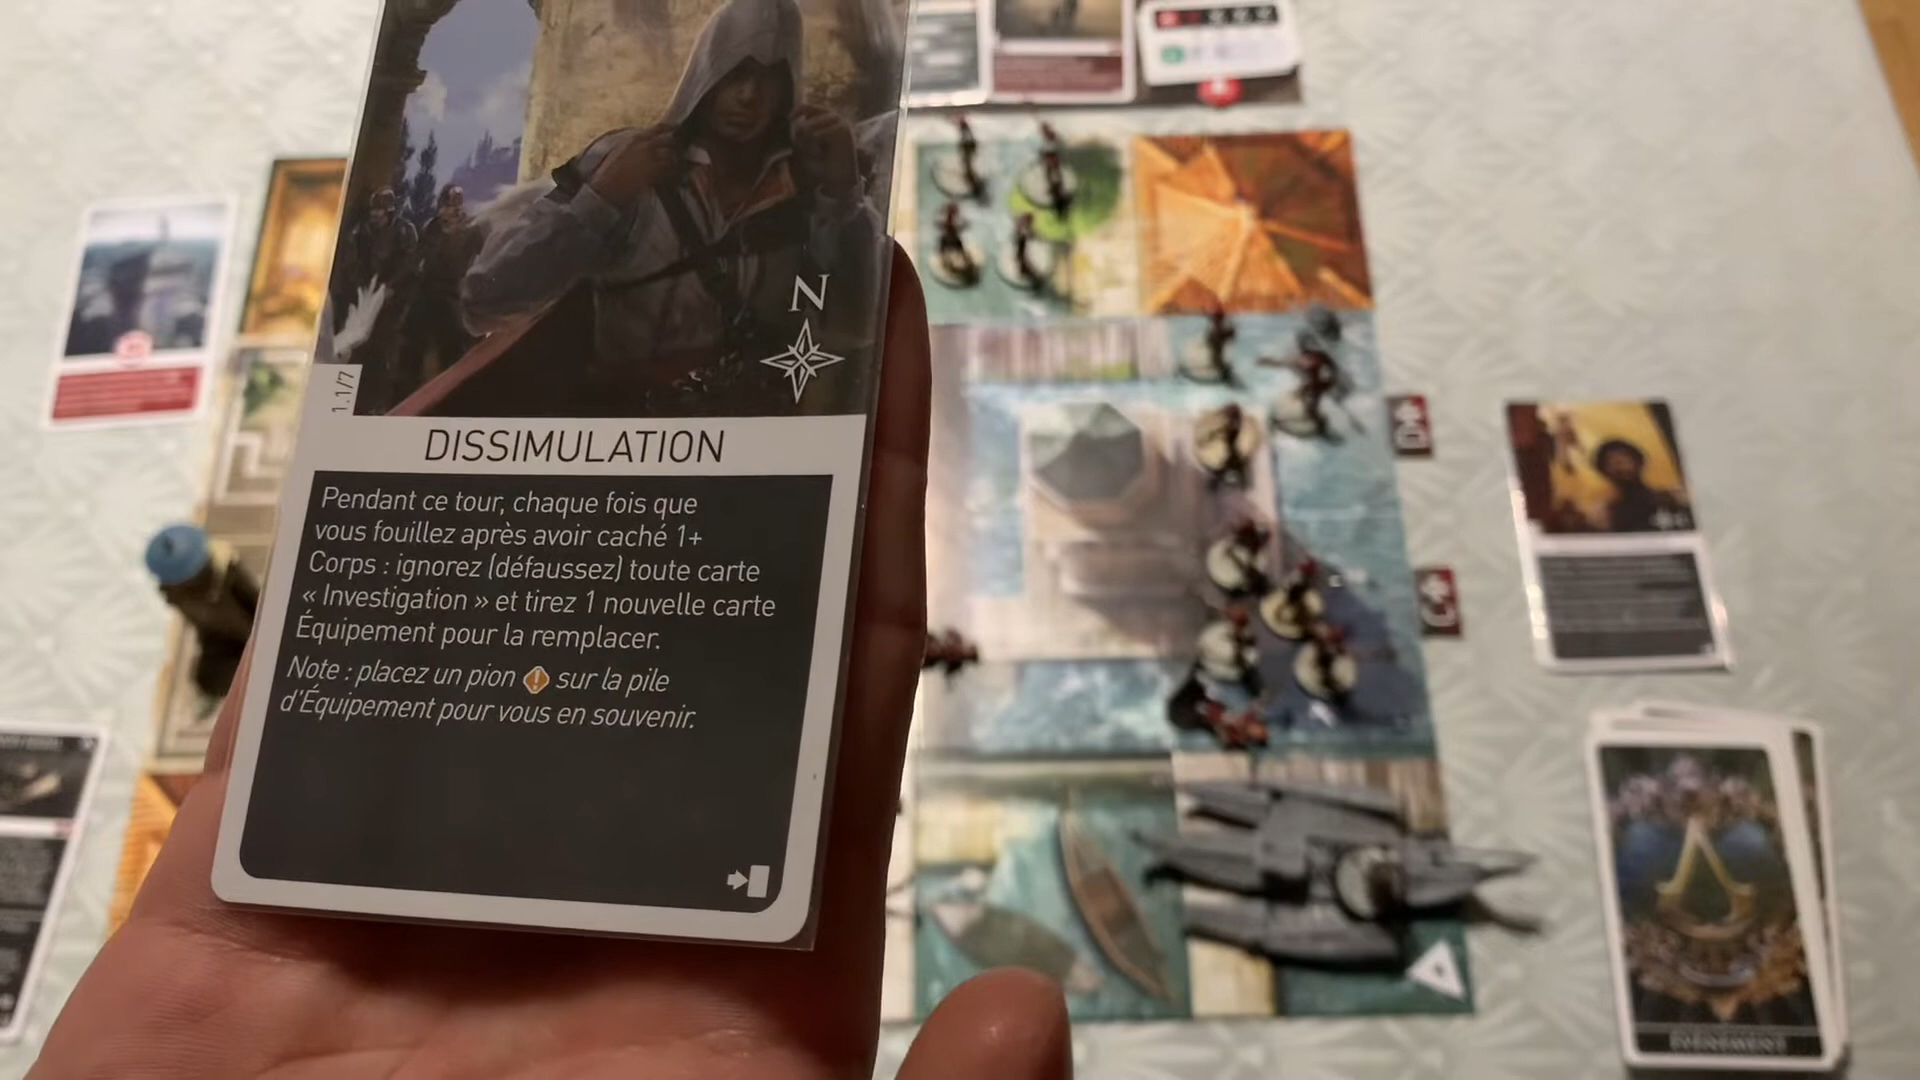 N
1.1/7
DISSIMULATION
Pendant ce tour, chaque fois que
vous fouillez après avoir caché 1+
Corps : ignorez (défaussez) toute carte
« Investigation » et tirez 1 nouvelle carte
Équipement pour la remplacer.
Note : placez un pion sur la pile
d'Équipement pour vous en souvenir.
ÉVÉNEMENT